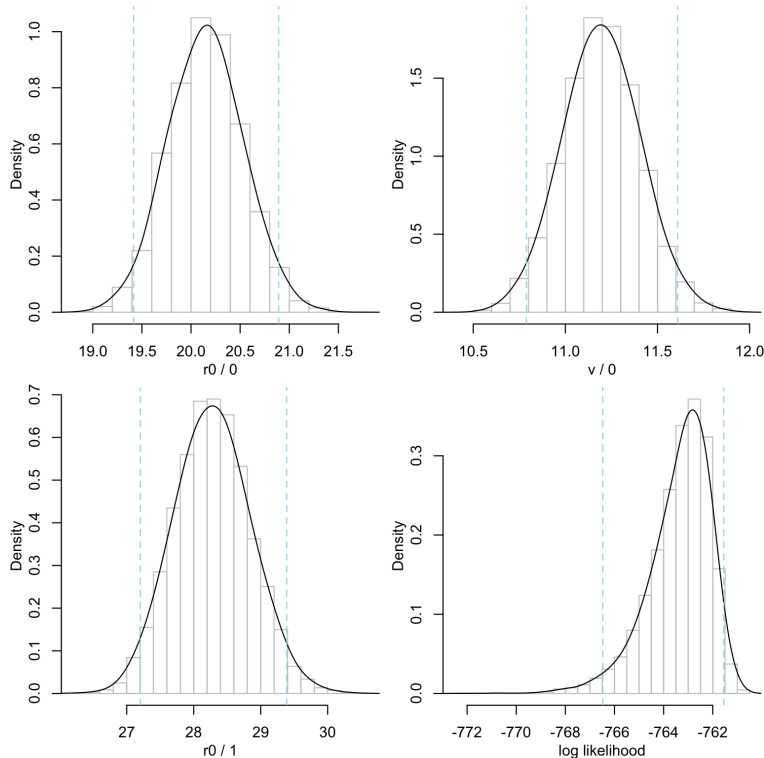 Density
0.0 0.2 0.4 0.6 0.8 1.0
19.0 19.5 20.0 20.5 21.0 21.5
r0 / 0
Density
0.0 0.5 1.0 1.5
10.5 11.0 11.5 12.0
v / 0
Density
0.0 0.1 0.2 0.3 0.4 0.5 0.6 0.7
27 28 29 30
r0 / 1
Density
0.0 0.1 0.2 0.3
-772 -770 -768 -766 -764 -762
log likelihood